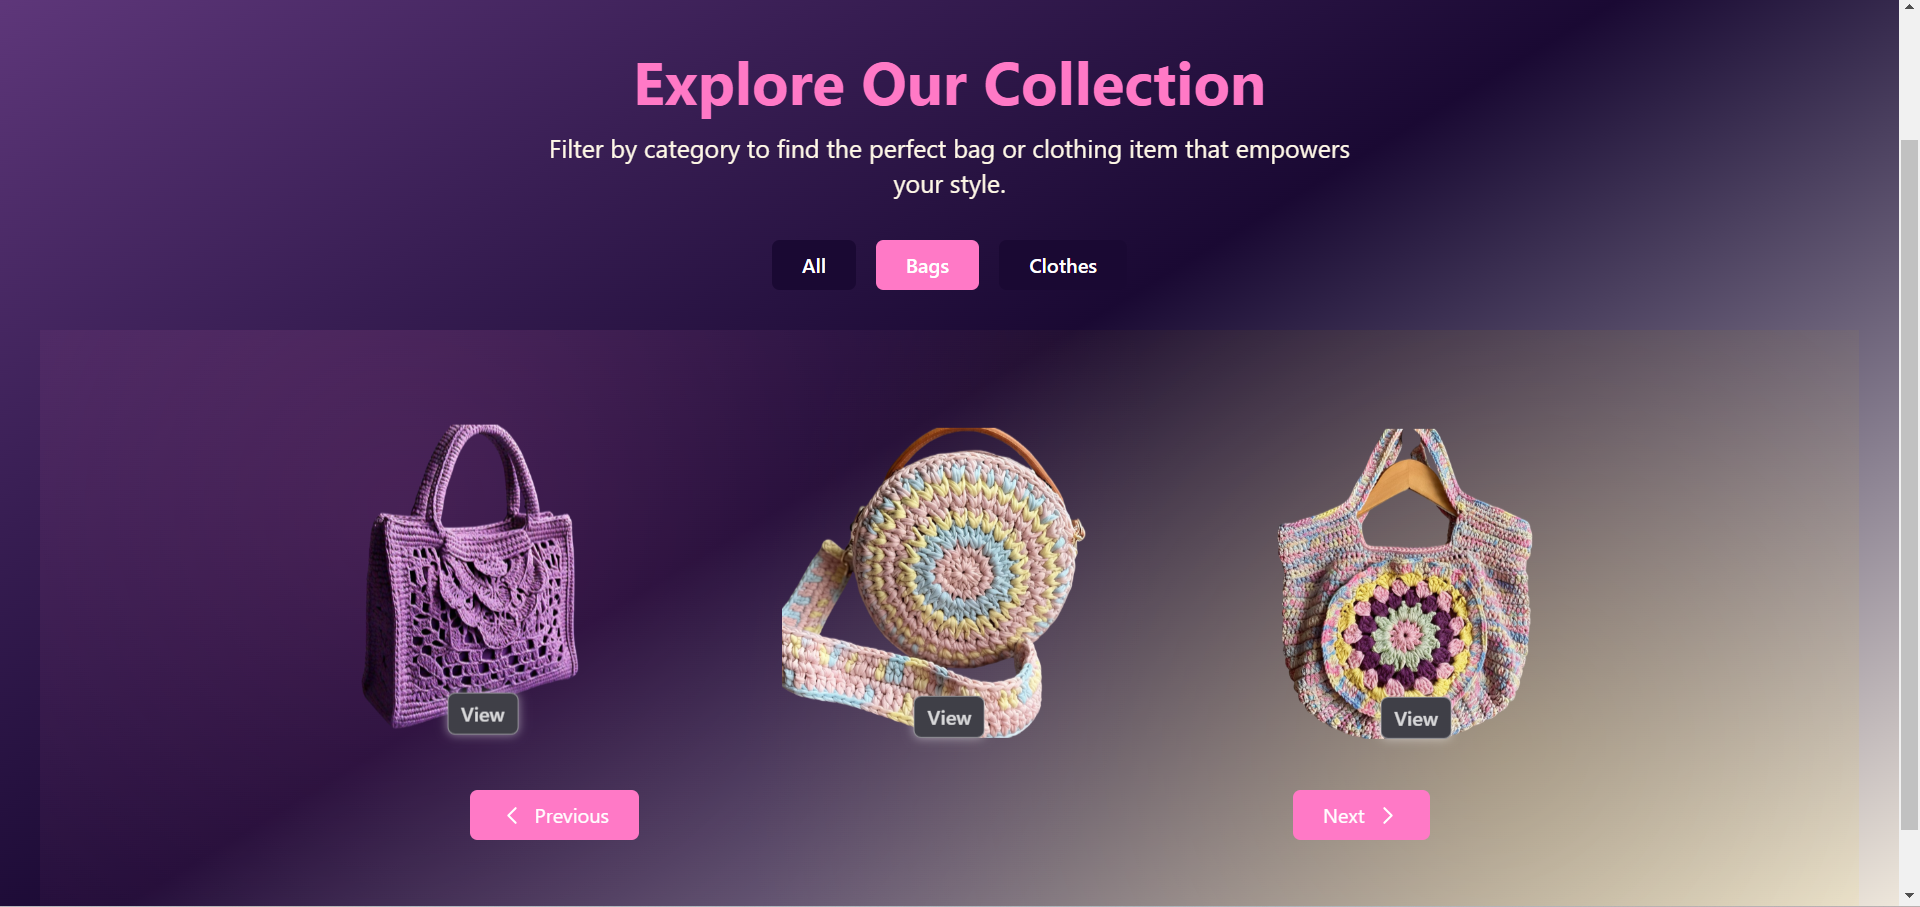 Explore Our Collection
Filter by category to find the perfect bag or clothing item that empowers
your style.
All
Bags
Clothes
View
View
View
Previous
Next